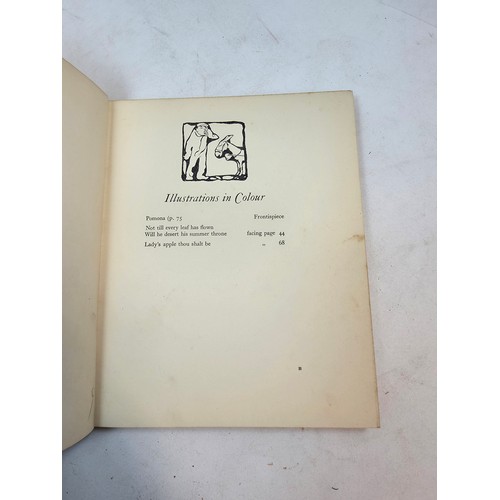 Illustrations in Colour
Pomona (p. 75 Frontispiece
Not till every leaf has flown
Will he desert his summer throne facing page 44
Lady's apple thou shalt be „ 68
B